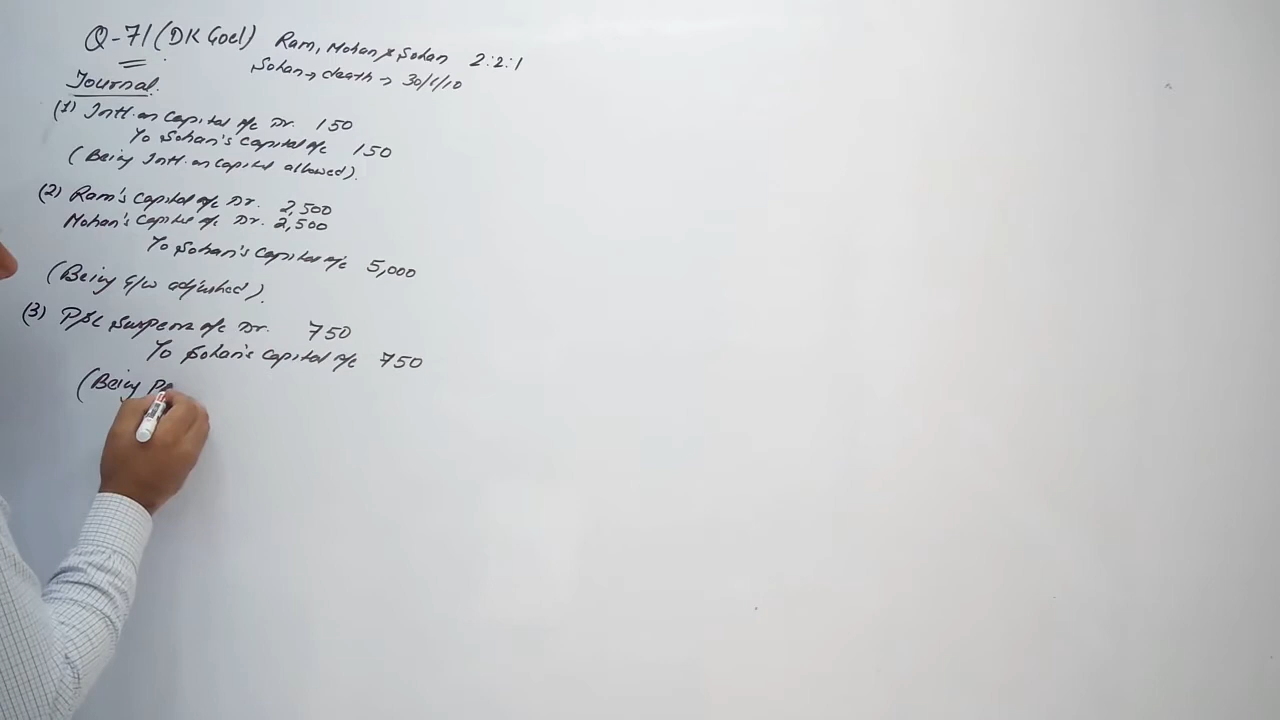 Q-71 (DK Goel) Ram, Mohan & Sohan 2:2:1
Sohan → death → 30/6/10
Journal.
(1) Intt. on Capital A/c Dr. 150
To Sohan's Capital A/c 150
(Being Intt. on Capital allowed).
(2) Ram's Capital A/c Dr. 2,500
Mohan's Capital A/c Dr. 2,500
To Sohan's Capital A/c 5,000
(Being G/w adjusted).
(3) P&L Suspense A/c Dr. 750
To Sohan's Capital A/c 750
(Being